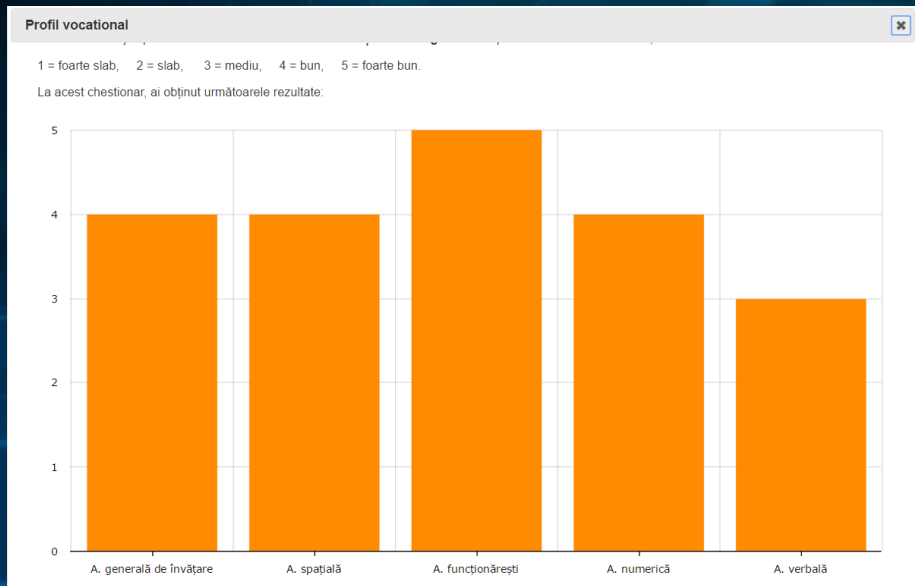 Profil vocational
1 = foarte slab, 2 = slab, 3 = mediu, 4 = bun, 5 = foarte bun.
La acest chestionar, ai obținut următoarele rezultate:
5
4
3
2
1
0
A. generală de învățare A. spațială A. funcționărești A. numerică A. verbală